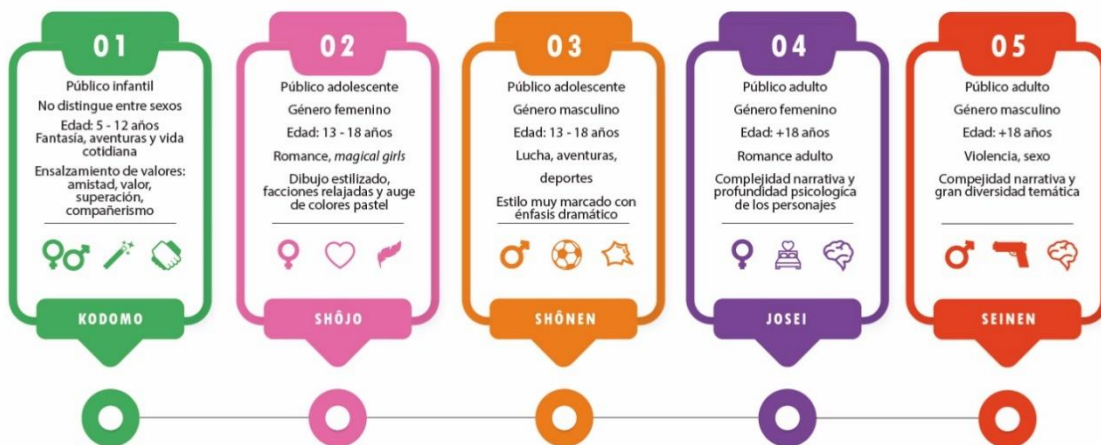 01
Público infantil
No distingue entre sexos
Edad: 5 - 12 años
Fantasía, aventuras y vida
cotidiana
Ensalzamiento de valores:
amistad, valor,
superación,
compañerismo
KODOMO
02
Público adolescente
Género femenino
Edad: 13 - 18 años
Romance, magical girls
Dibujo estilizado,
facciones relajadas y auge
de colores pastel
SHÔJO
03
Público adolescente
Género masculino
Edad: 13 - 18 años
Lucha, aventuras,
deportes
Estilo muy marcado con
énfasis dramático
SHÔNEN
04
Público adulto
Género femenino
Edad: +18 años
Romance adulto
Complejidad narrativa y
profundidad psicologíca
de los personajes
JOSEI
05
Público adulto
Género masculino
Edad: +18 años
Violencia, sexo
Compejidad narrativa y
gran diversidad temática
SEINEN